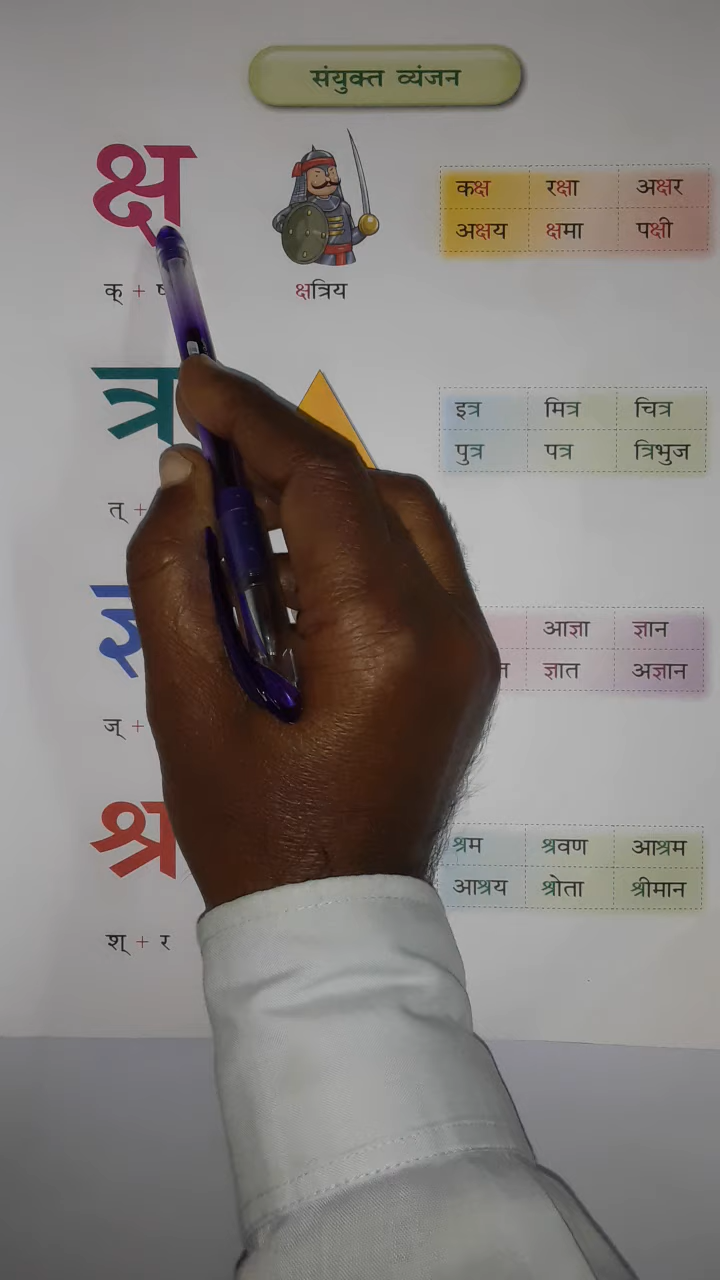 संयुक्त व्यंजन
क्ष
कक्ष रक्षा अक्षर
अक्षय क्षमा पक्षी
क् +
क्षत्रिय
त्र
इत्र मित्र चित्र
पुत्र पत्र त्रिभुज
त् +
ज्ञ
आज्ञा ज्ञान
ज्ञात अज्ञान
ज् +
श्र
श्रम श्रवण आश्रम
आश्रय श्रोता श्रीमान
श् + र